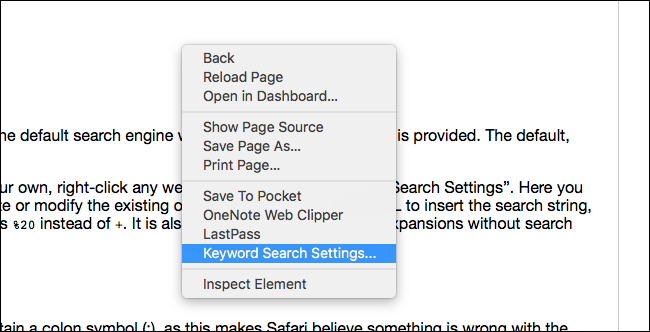 Back
Reload Page
Open in Dashboard...
Show Page Source
Save Page As...
Print Page...
Save To Pocket
OneNote Web Clipper
LastPass
Keyword Search Settings...
Inspect Element
he default search engine
is provided. The default,
ur own, right-click any we
Search Settings”. Here you
e or modify the existing o
to insert the search string,
s %20 instead of +. It is als
xpansions without search
tain a colon symbol (:), as this makes Safari believe something is wrong with the